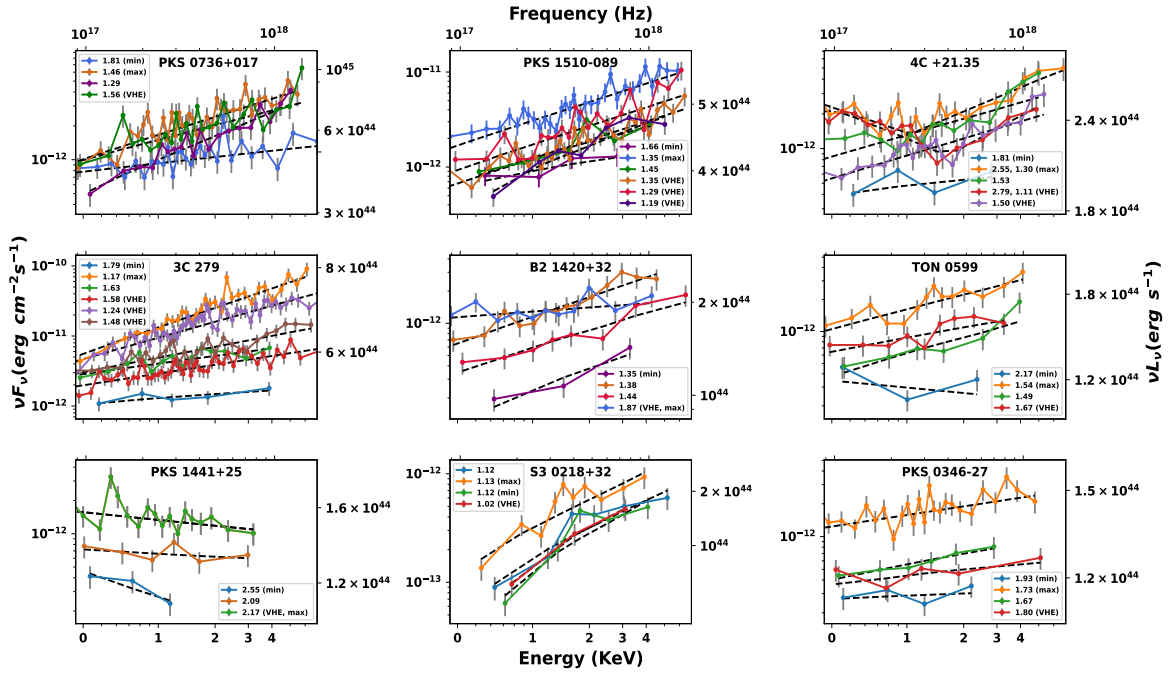 Frequency (Hz)
10^17 10^18 10^17 10^18 10^17 10^18
PKS 0736+017
1.81 (min)
1.46 (max)
1.29
1.56 (VHE)
10^-12
10^45
6 × 10^44
3 × 10^44
PKS 1510-089
10^-11
10^-12
1.66 (min)
1.35 (max)
1.45
1.35 (VHE)
1.29 (VHE)
1.19 (VHE)
5 × 10^44
4 × 10^44
4C +21.35
10^-12
1.81 (min)
2.55, 1.30 (max)
1.53
2.79, 1.11 (VHE)
1.50 (VHE)
2.4 × 10^44
1.8 × 10^44
νFν(erg cm^-2 s^-1)
3C 279
1.79 (min)
1.17 (max)
1.63
1.58 (VHE)
1.24 (VHE)
1.48 (VHE)
10^-10
10^-11
10^-12
8 × 10^44
6 × 10^44
B2 1420+32
10^-12
1.35 (min)
1.38
1.44
1.87 (VHE, max)
2 × 10^44
10^44
TON 0599
10^-12
2.17 (min)
1.54 (max)
1.49
1.67 (VHE)
1.8 × 10^44
1.2 × 10^44
νLν(erg s^-1)
PKS 1441+25
10^-12
2.55 (min)
2.09
2.17 (VHE, max)
1.6 × 10^44
1.2 × 10^44
S3 0218+32
1.12
1.13 (max)
1.12 (min)
1.02 (VHE)
10^-12
10^-13
2 × 10^44
10^44
PKS 0346-27
10^-12
1.93 (min)
1.73 (max)
1.67
1.80 (VHE)
1.5 × 10^44
1.2 × 10^44
0 1 2 3 4 0 1 2 3 4 0 1 2 3 4
Energy (KeV)